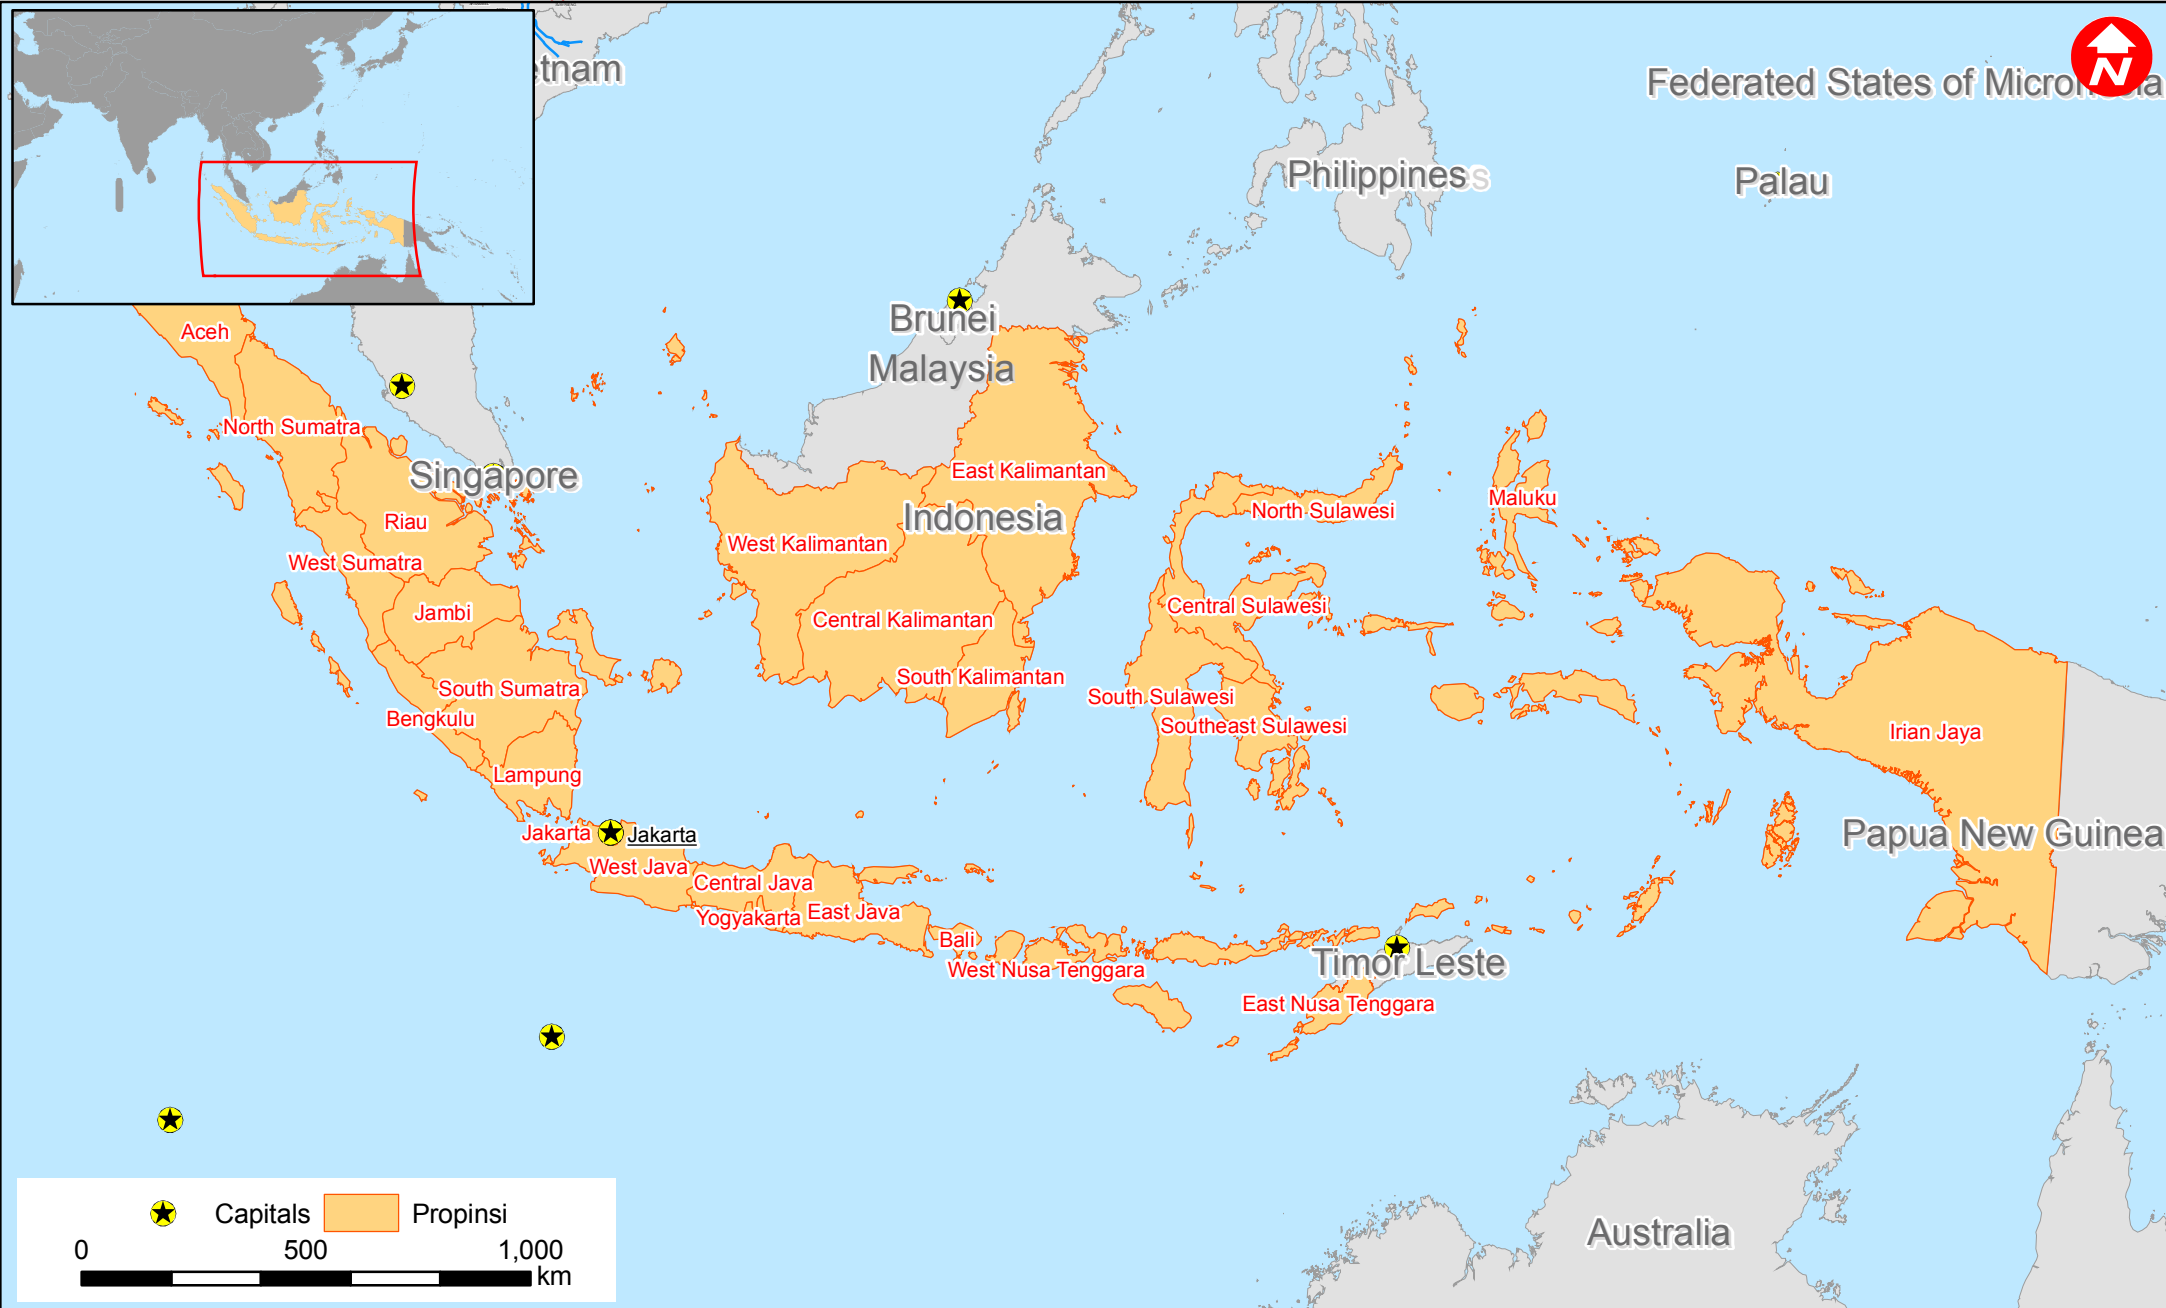 etnam
Federated States of Micronesia
N
Philippines
Palau
Brunei
Malaysia
Aceh
North Sumatra
Singapore
East Kalimantan
Indonesia
North Sulawesi
Maluku
Riau
West Kalimantan
West Sumatra
Jambi
Central Kalimantan
Central Sulawesi
South Kalimantan
South Sumatra
South Sulawesi
Bengkulu
Southeast Sulawesi
Irian Jaya
Lampung
Jakarta
Jakarta
Papua New Guinea
West Java
Central Java
Yogyakarta
East Java
Bali
West Nusa Tenggara
Timor Leste
East Nusa Tenggara
Australia
Capitals
Propinsi
0 500 1,000
km